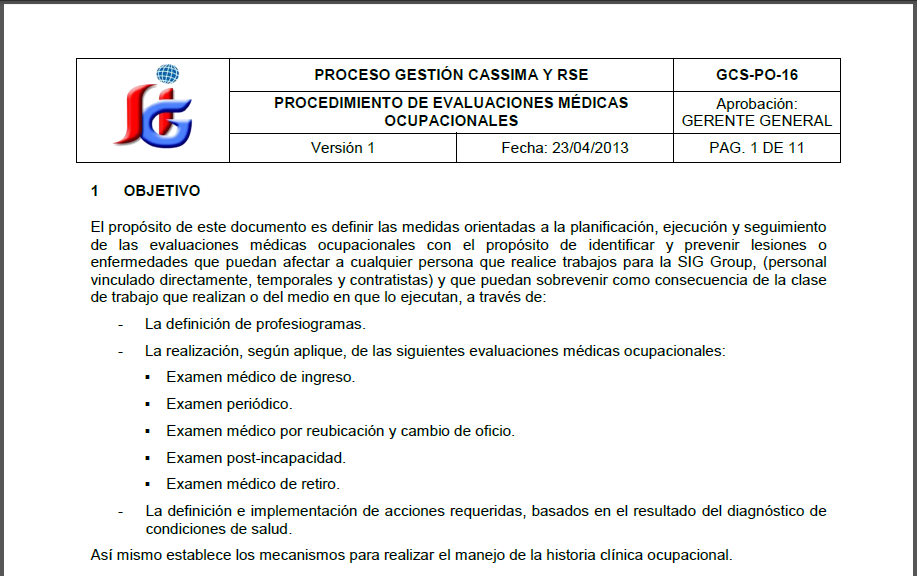 PROCESO GESTIÓN CASSIMA Y RSE
GCS-PO-16
PROCEDIMIENTO DE EVALUACIONES MÉDICAS
OCUPACIONALES
Aprobación:
GERENTE GENERAL
Versión 1
Fecha: 23/04/2013
PAG. 1 DE 11
1 OBJETIVO
El propósito de este documento es definir las medidas orientadas a la planificación, ejecución y seguimiento
de las evaluaciones médicas ocupacionales con el propósito de identificar y prevenir lesiones o
enfermedades que puedan afectar a cualquier persona que realice trabajos para la SIG Group, (personal
vinculado directamente, temporales y contratistas) y que puedan sobrevenir como consecuencia de la clase
de trabajo que realizan o del medio en que lo ejecutan, a través de:
- La definición de profesiogramas.
- La realización, según aplique, de las siguientes evaluaciones médicas ocupacionales:
▪ Examen médico de ingreso.
▪ Examen periódico.
▪ Examen médico por reubicación y cambio de oficio.
▪ Examen post-incapacidad.
▪ Examen médico de retiro.
- La definición e implementación de acciones requeridas, basados en el resultado del diagnóstico de
condiciones de salud.
Así mismo establece los mecanismos para realizar el manejo de la historia clínica ocupacional.